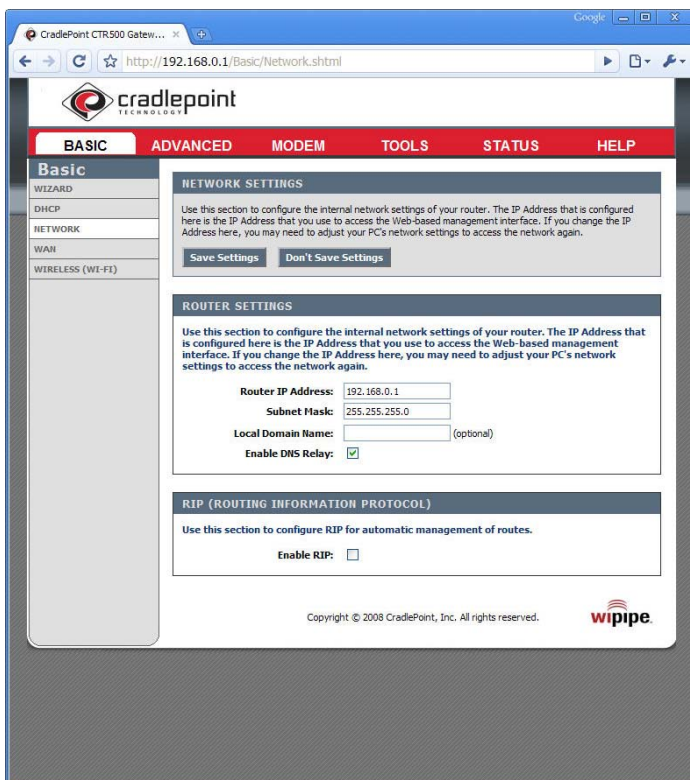 Google
CradlePoint CTR500 Gatew...
http://192.168.0.1/Basic/Network.shtml
cradlepoint
TECHNOLOGY
BASIC ADVANCED MODEM TOOLS STATUS HELP
Basic
WIZARD
DHCP
NETWORK
WAN
WIRELESS (WI-FI)
NETWORK SETTINGS
Use this section to configure the internal network settings of your router. The IP Address that is configured
here is the IP Address that you use to access the Web-based management interface. If you change the IP
Address here, you may need to adjust your PC's network settings to access the network again.
Save Settings Don't Save Settings
ROUTER SETTINGS
Use this section to configure the internal network settings of your router. The IP Address that
is configured here is the IP Address that you use to access the Web-based management
interface. If you change the IP Address here, you may need to adjust your PC's network
settings to access the network again.
Router IP Address: 192.168.0.1
Subnet Mask: 255.255.255.0
Local Domain Name: (optional)
Enable DNS Relay:
RIP (ROUTING INFORMATION PROTOCOL)
Use this section to configure RIP for automatic management of routes.
Enable RIP:
Copyright © 2008 CradlePoint, Inc. All rights reserved.
wipipe.